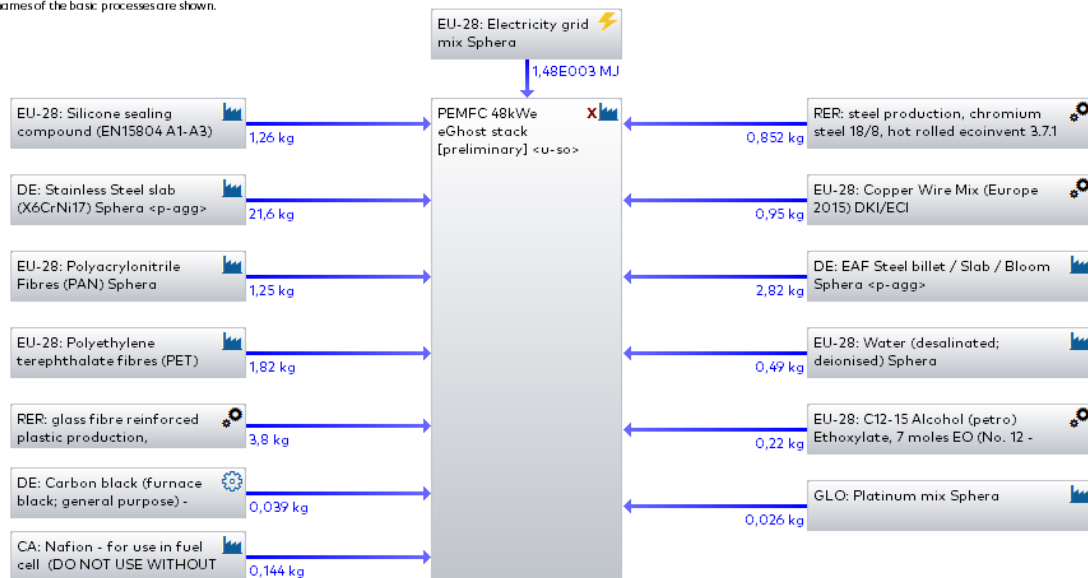 names of the basic processes are shown.
EU-28: Electricity grid
mix Sphera
1,48E003 MJ
EU-28: Silicone sealing
compound (EN15804 A1-A3)
1,26 kg
DE: Stainless Steel slab
(X6CrNi17) Sphera <p-agg>
21,6 kg
EU-28: Polyacrylonitrile
Fibres (PAN) Sphera
1,25 kg
EU-28: Polyethylene
terephthalate fibres (PET)
1,82 kg
RER: glass fibre reinforced
plastic production,
3,8 kg
DE: Carbon black (furnace
black; general purpose) -
0,039 kg
CA: Nafion - for use in fuel
cell (DO NOT USE WITHOUT
0,144 kg
PEMFC 48kWe
eGhost stack
[preliminary] <u-so>
X
RER: steel production, chromium
steel 18/8, hot rolled ecoinvent 3.7.1
0,852 kg
EU-28: Copper Wire Mix (Europe
2015) DKI/ECI
0,95 kg
DE: EAF Steel billet / Slab / Bloom
Sphera <p-agg>
2,82 kg
EU-28: Water (desalinated;
deionised) Sphera
0,49 kg
EU-28: C12-15 Alcohol (petro)
Ethoxylate, 7 moles EO (No. 12 -
0,22 kg
GLO: Platinum mix Sphera
0,026 kg